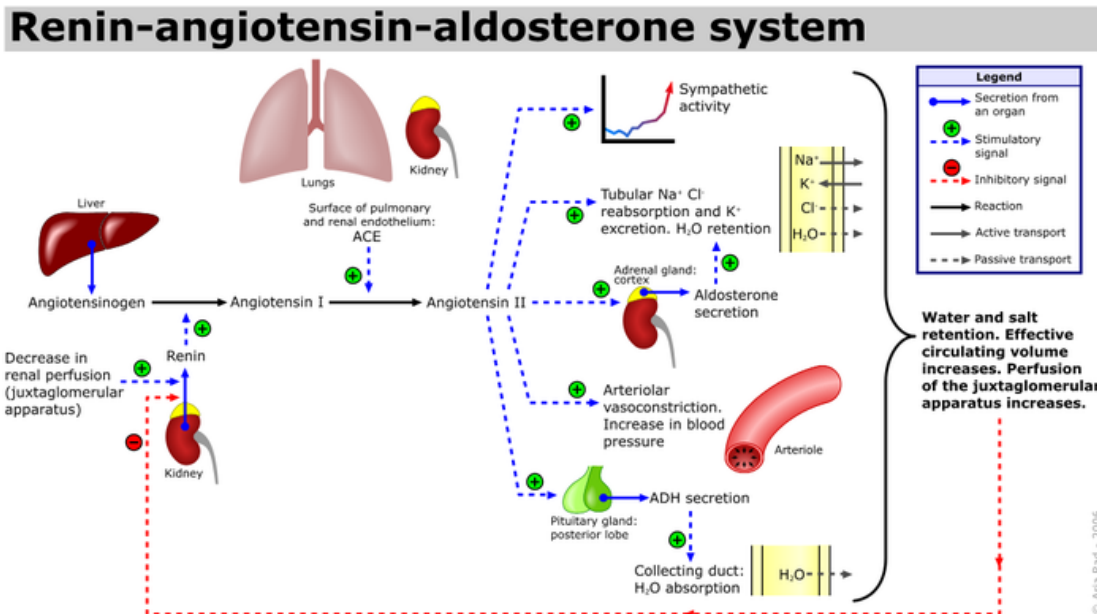 Renin-angiotensin-aldosterone system
Lungs
Kidney
Surface of pulmonary
and renal endothelium:
ACE
Liver
Angiotensinogen
Angiotensin I
Angiotensin II
Renin
Decrease in
renal perfusion
(juxtaglomerular
apparatus)
Kidney
Sympathetic
activity
Tubular Na⁺ Cl⁻
reabsorption and K⁺
excretion. H₂O retention
Na⁺
K⁺
Cl⁻
H₂O
Adrenal gland:
cortex
Aldosterone
secretion
Arteriolar
vasoconstriction.
Increase in blood
pressure
Arteriole
Pituitary gland:
posterior lobe
ADH secretion
Collecting duct:
H₂O absorption
H₂O
Legend
Secretion from
an organ
Stimulatory
signal
Inhibitory signal
Reaction
Active transport
Passive transport
Water and salt
retention. Effective
circulating volume
increases. Perfusion
of the juxtaglomerular
apparatus increases.
© Aria Rad - 2006